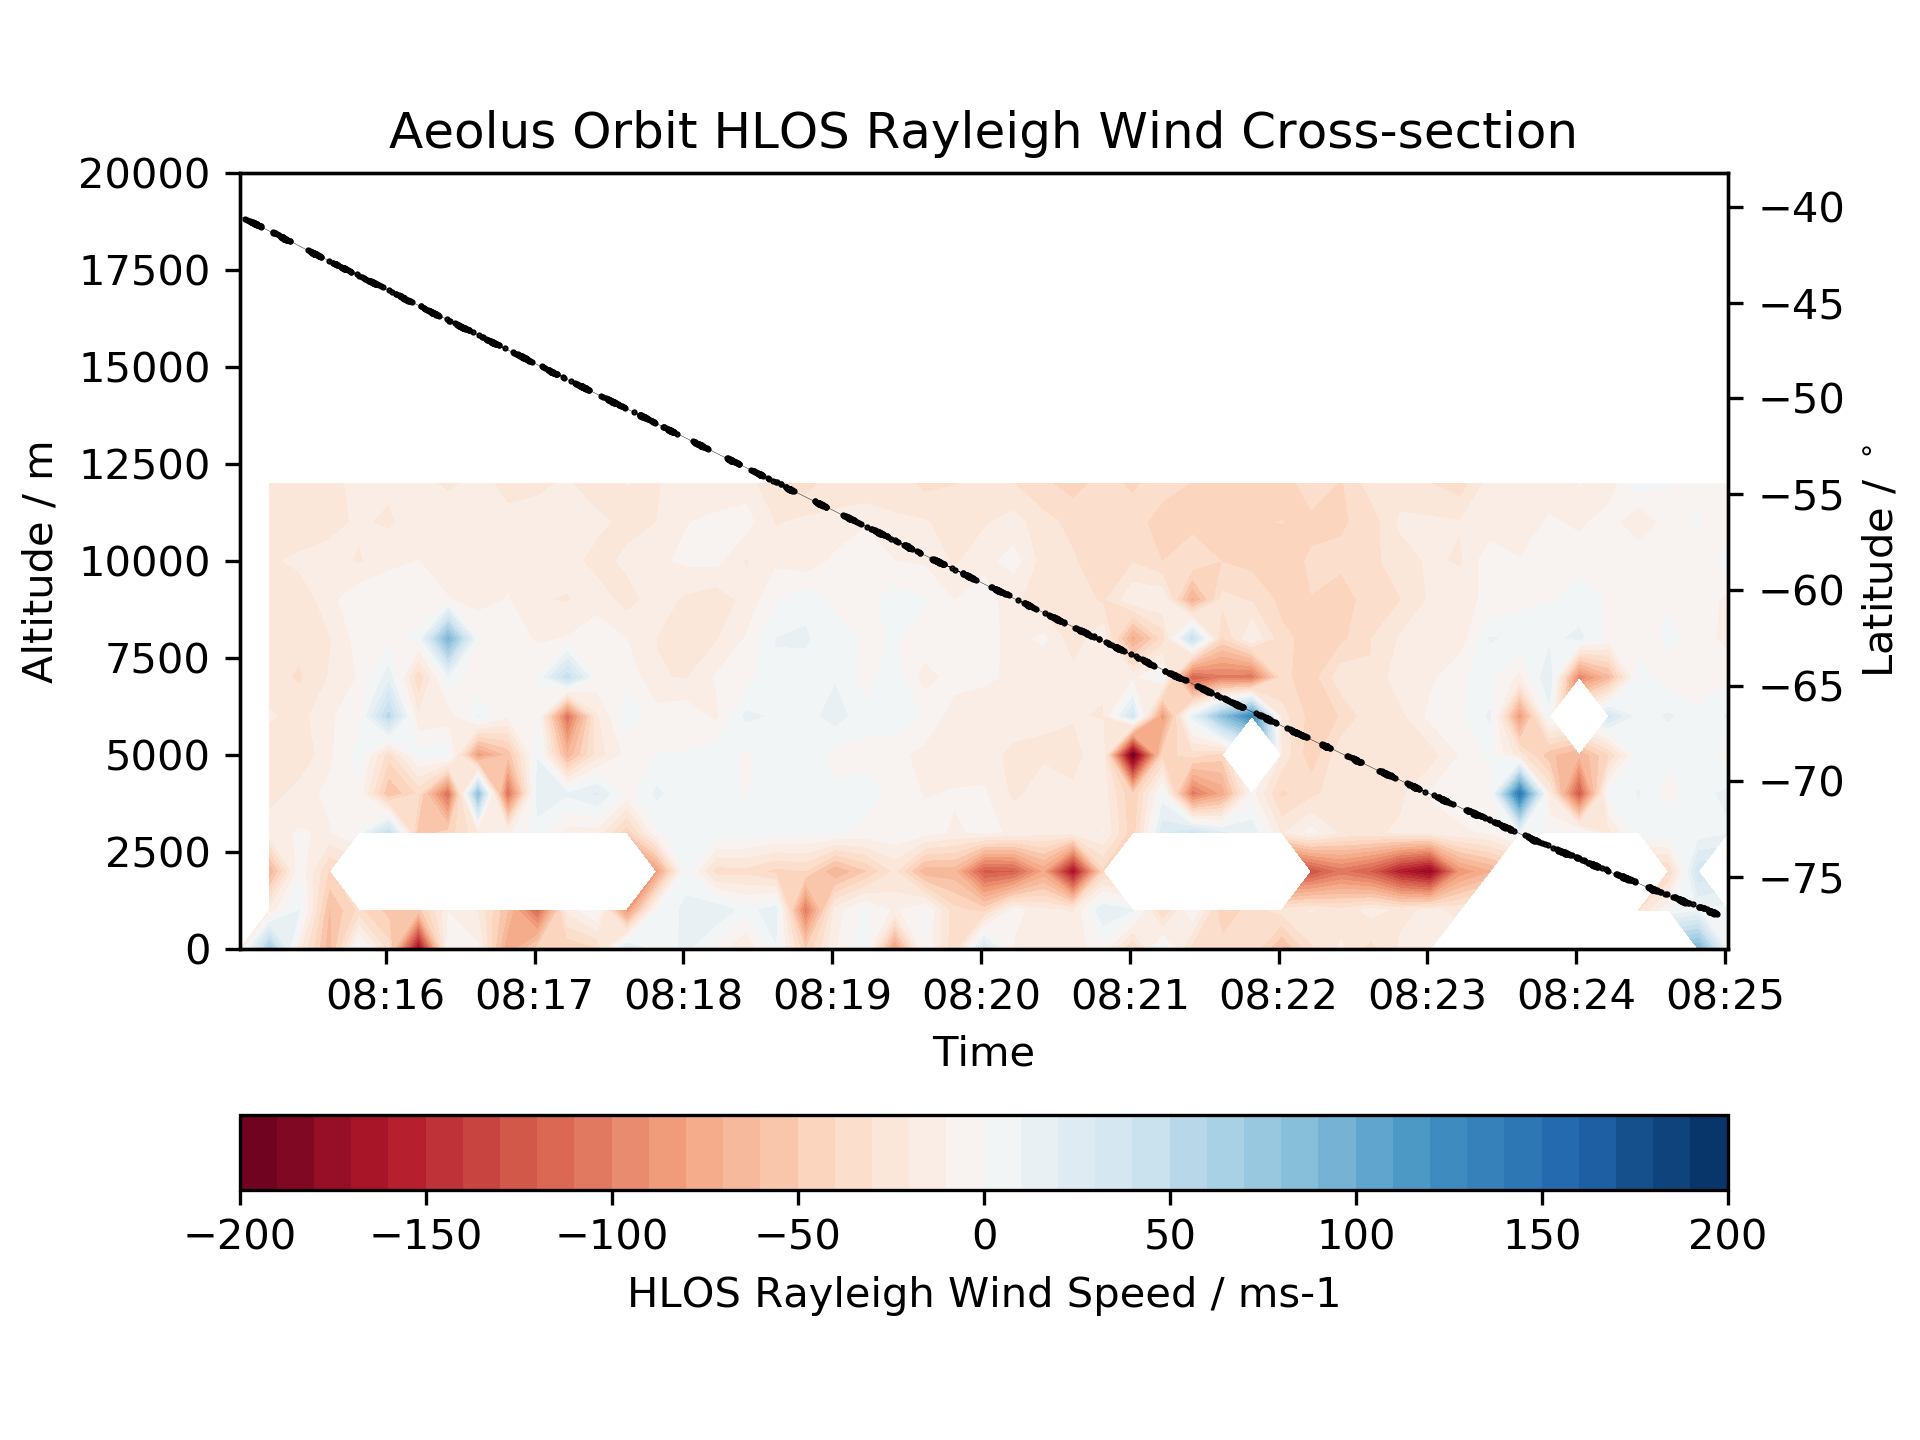 Aeolus Orbit HLOS Rayleigh Wind Cross-section
20000
17500
15000
12500
10000
7500
5000
2500
0
Altitude / m
−40
−45
−50
−55
−60
−65
−70
−75
Latitude / °
08:16 08:17 08:18 08:19 08:20 08:21 08:22 08:23 08:24 08:25
Time
−200 −150 −100 −50 0 50 100 150 200
HLOS Rayleigh Wind Speed / ms-1